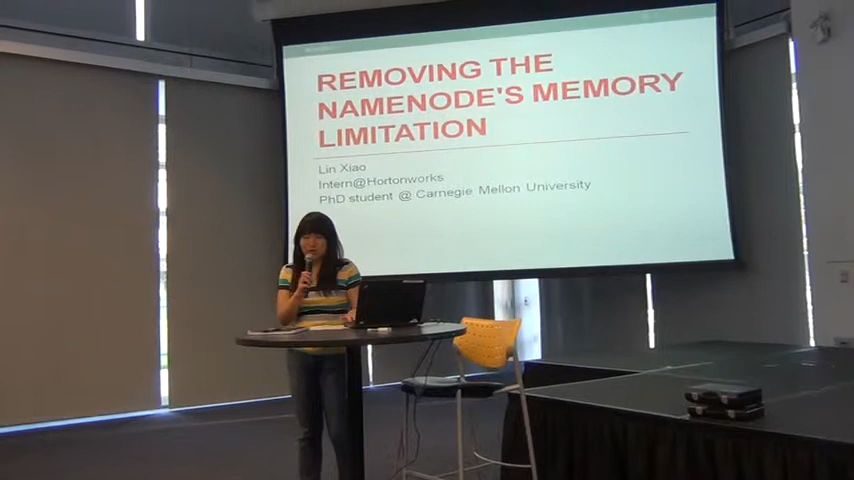 REMOVING THE
NAMENODE'S MEMORY
LIMITATION
Lin Xiao
Intern@Hortonworks
PhD student @ Carnegie Mellon University